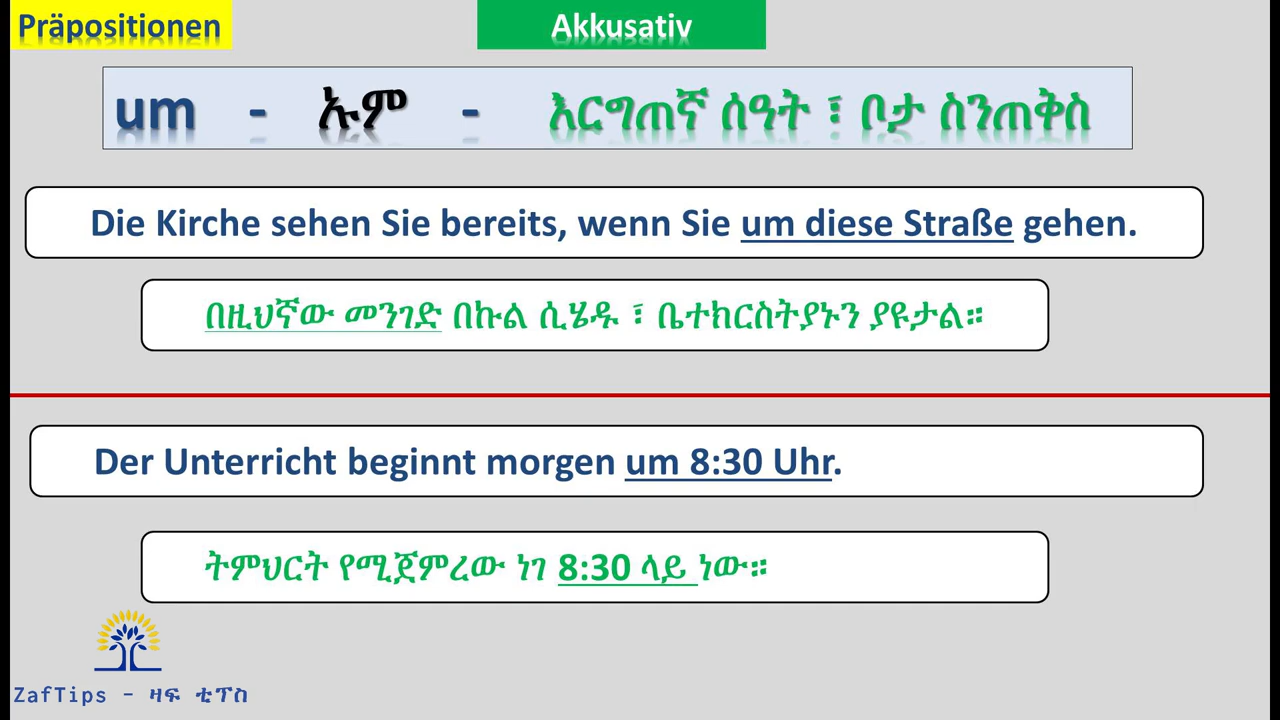 Präpositionen
Akkusativ
um - ኡም - እርግጠኛ ሰዓት ፣ ቦታ ስንጠቅስ
Die Kirche sehen Sie bereits, wenn Sie um diese Straße gehen.
በዚህኛው መንገድ በኩል ሲሄዱ ፣ ቤተክርስትያኑን ያዩታል።
Der Unterricht beginnt morgen um 8:30 Uhr.
ትምህርት የሚጀምረው ነገ 8:30 ላይ ነው።
ZafTips - ዛፍ ቲፕስ